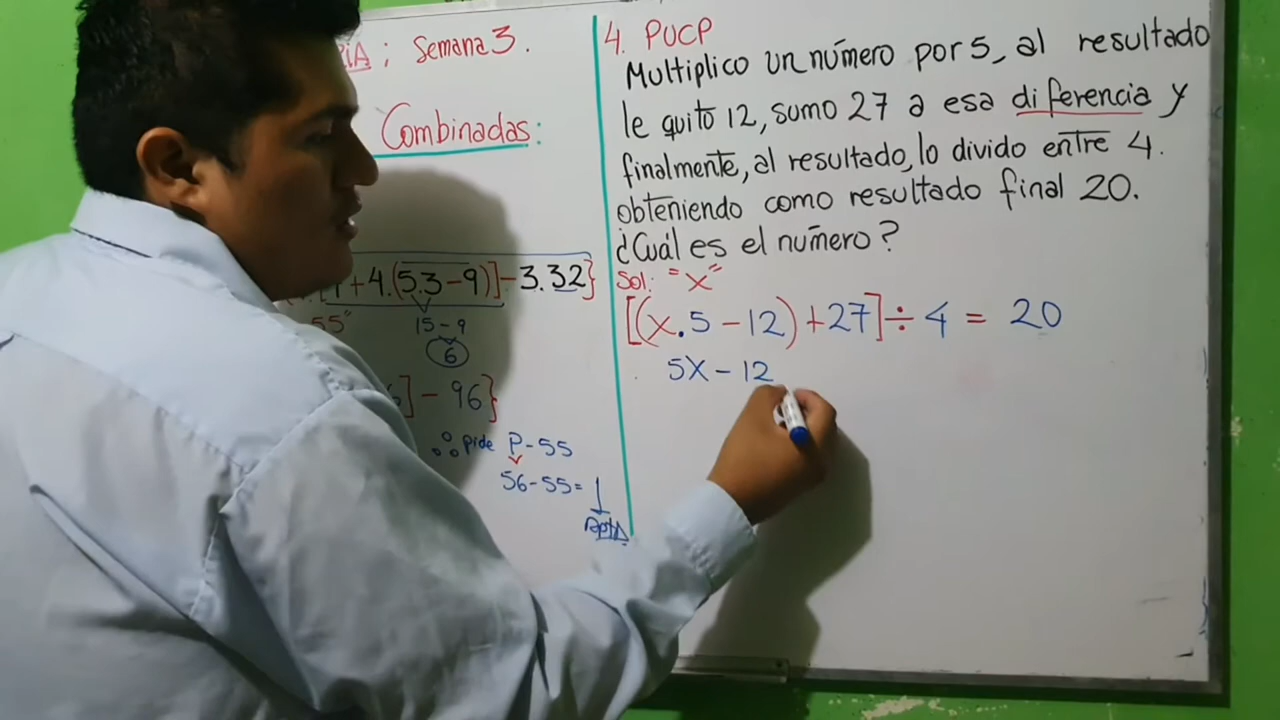 RÍA; Semana 3.
Combinadas:
+4.(5.3-9)]-3.32}
55"
15-9
6
6]-96}
∴ Pide P-55
56-55=1
Rpta
4. PUCP
Multiplico un número por 5, al resultado
le quito 12, sumo 27 a esa diferencia y
finalmente, al resultado, lo divido entre 4.
obteniendo como resultado final 20.
¿Cuál es el número?
Sol: "x"
[(x.5-12)+27]÷4=20
5X-12